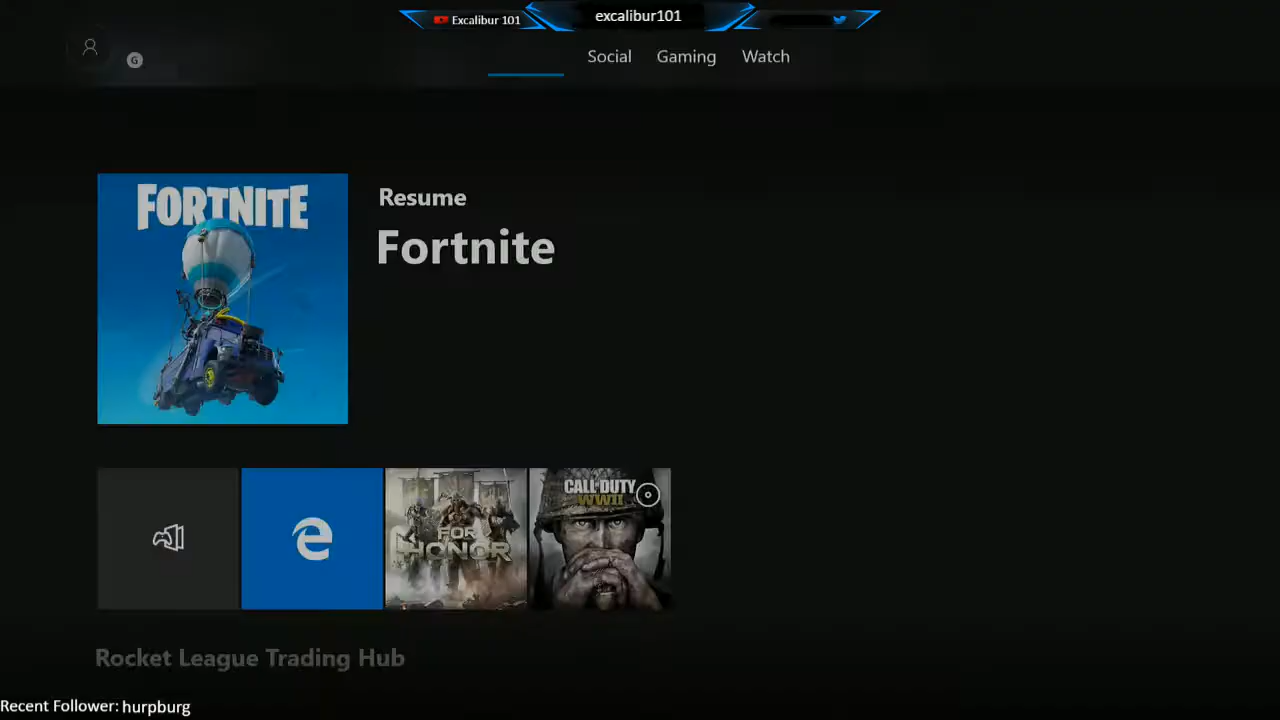 Excalibur 101
excalibur101
G
Social Gaming Watch
FORTNITE
Resume
Fortnite
FOR HONOR
CALL OF DUTY
WWII
Rocket League Trading Hub
Recent Follower: hurpburg